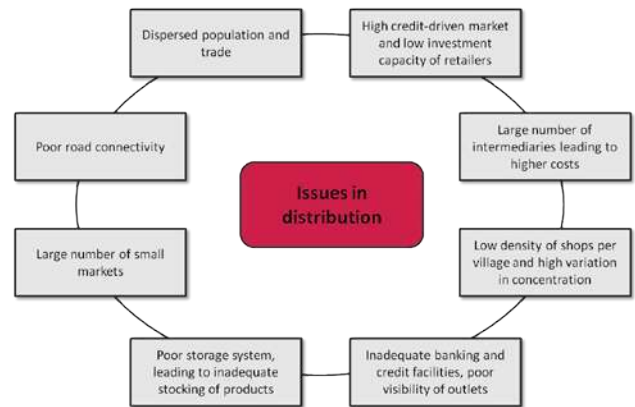 Dispersed population and
trade
High credit-driven market
and low investment
capacity of retailers
Poor road connectivity
Large number of
intermediaries leading to
higher costs
Issues in
distribution
Large number of small
markets
Low density of shops per
village and high variation
in concentration
Poor storage system,
leading to inadequate
stocking of products
Inadequate banking and
credit facilities, poor
visibility of outlets